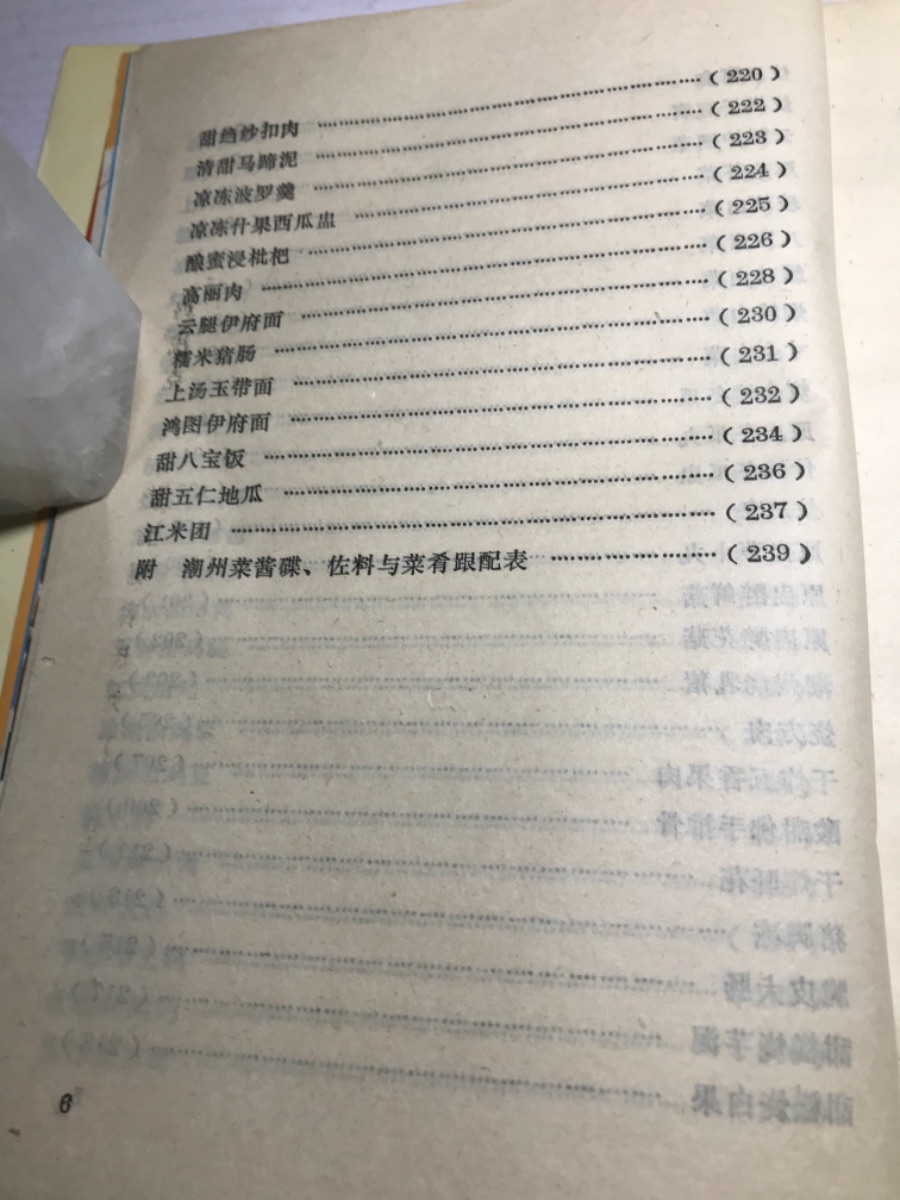 甜绉纱扣肉 ………………（220）
清甜马蹄泥 ………………（222）
凉冻波罗羹 ………………（223）
凉冻什果西瓜盅 ………………（224）
酿蜜浸枇杷 ………………（225）
高丽肉 ………………（226）
云腿伊府面 ………………（228）
糯米猪肠 ………………（230）
上汤玉带面 ………………（231）
鸿图伊府面 ………………（232）
甜八宝饭 ………………（234）
甜五仁地瓜 ………………（236）
江米团 ………………（237）
附　潮州菜酱碟、佐料与菜肴跟配表 ………………（239）
6